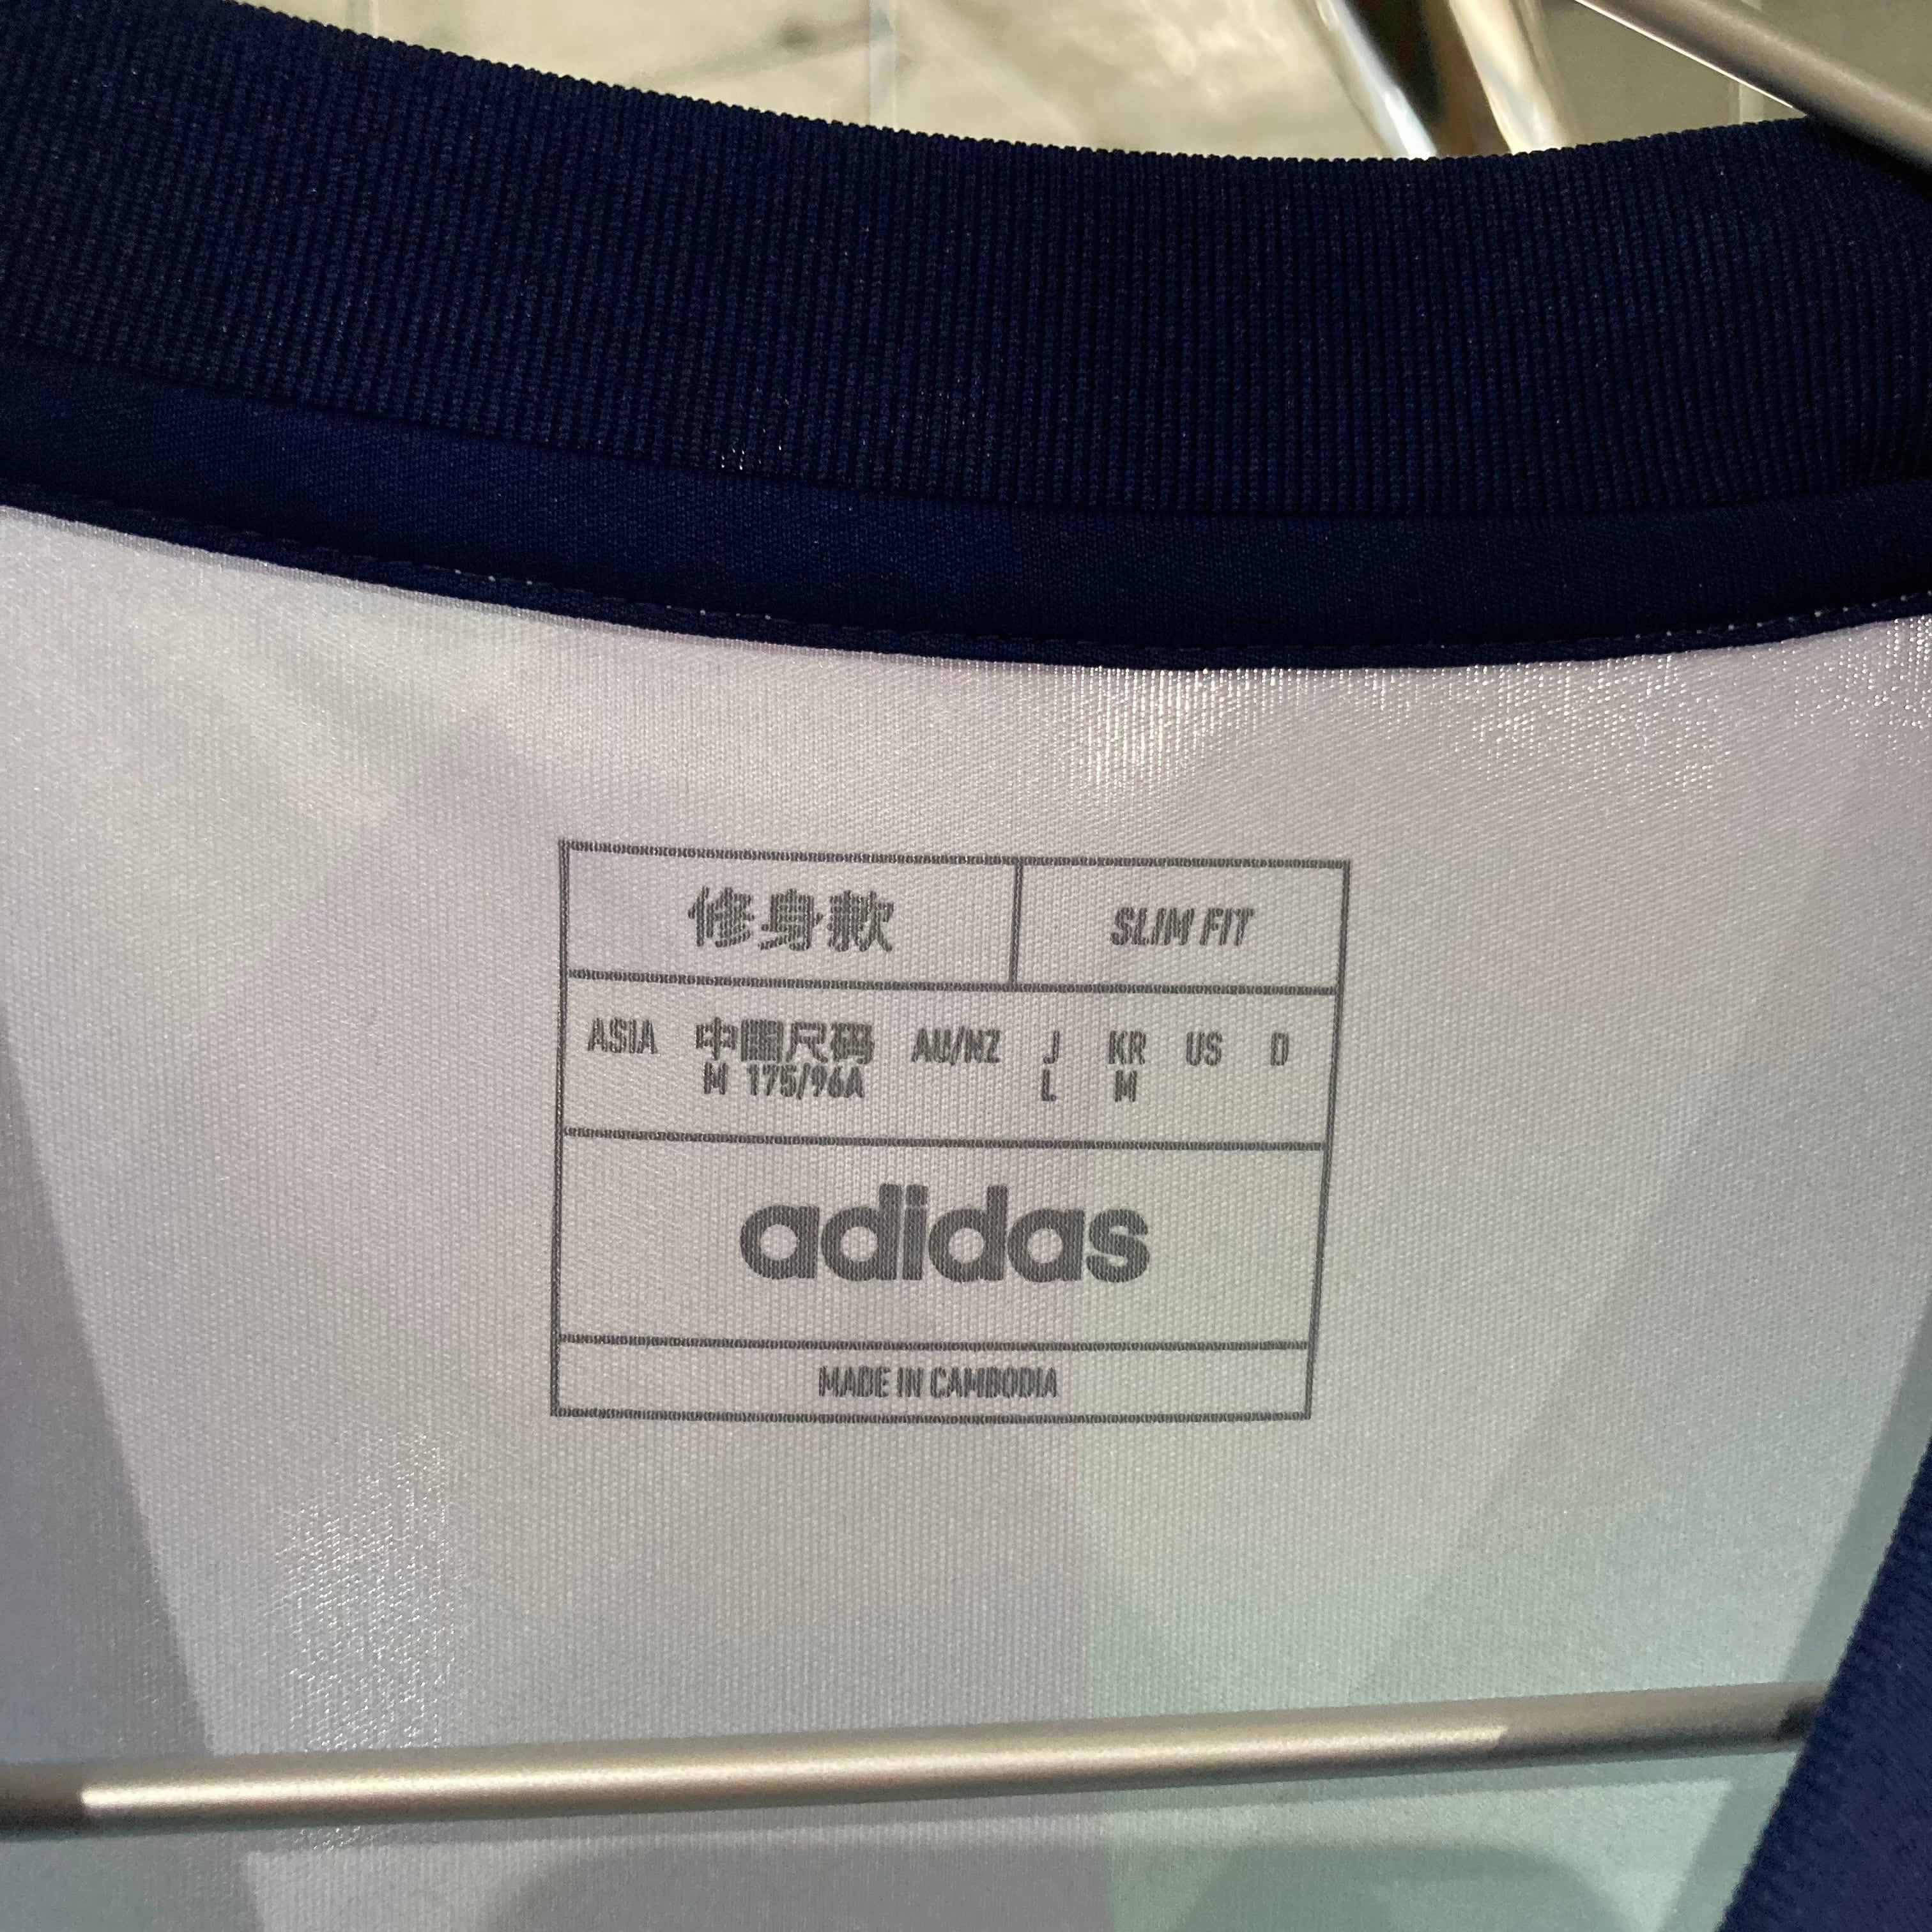 修身款 SLIM FIT
ASIA 中国尺码 AU/NZ J KR US D
M 175/96A L M
adidas
MADE IN CAMBODIA